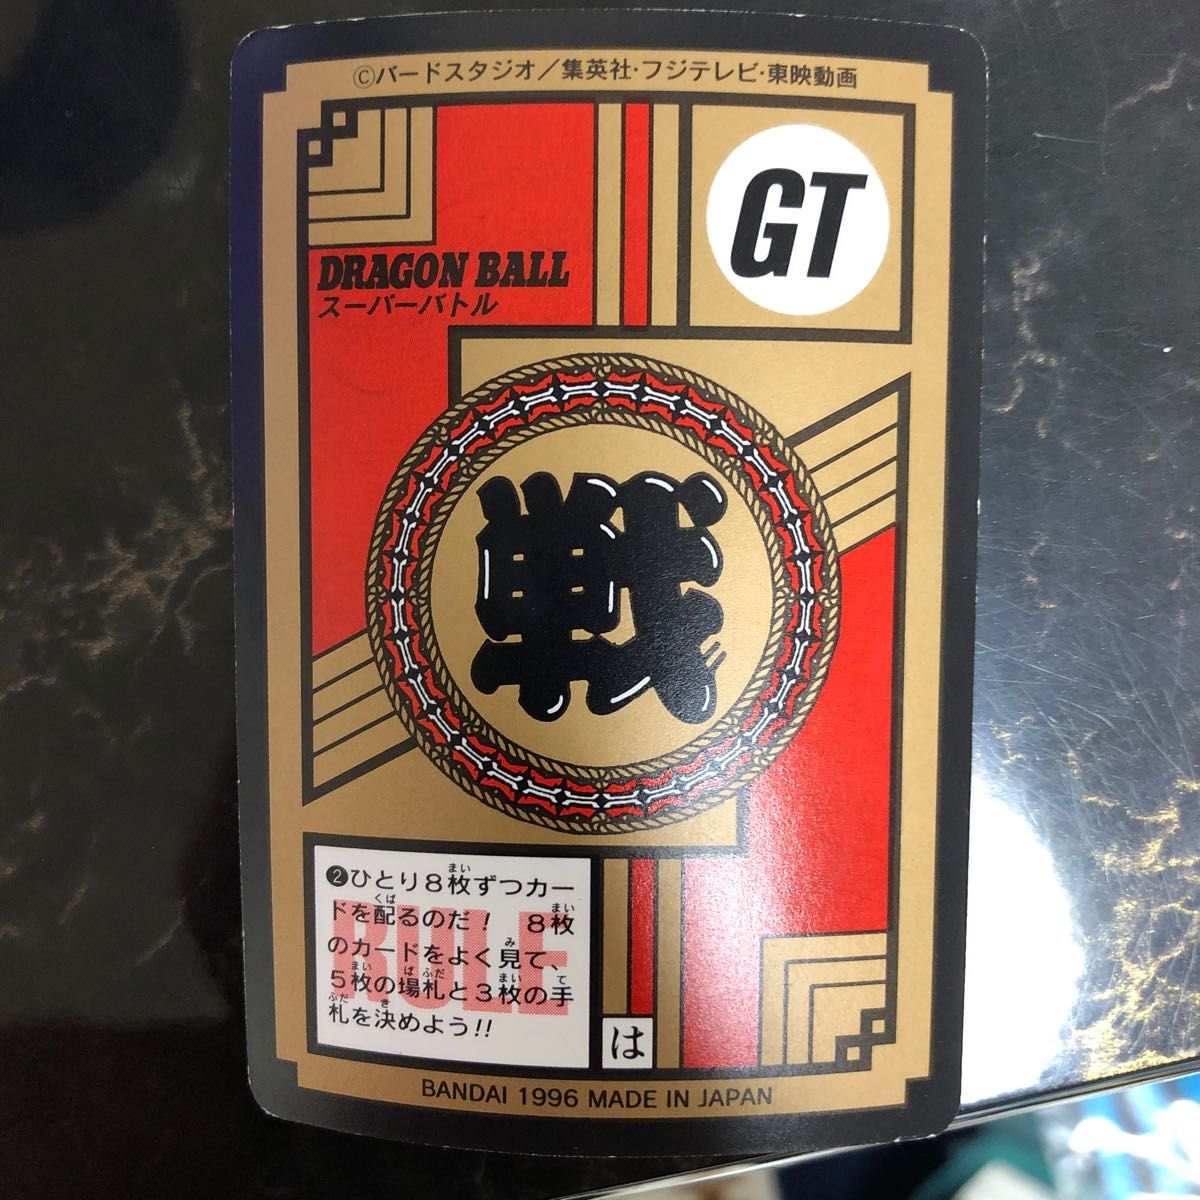 ©バードスタジオ／集英社･フジテレビ･東映動画
GT
DRAGON BALL
スーパーバトル
戦
RULE
❷ひとり8枚ずつカー
ドを配るのだ！ 8枚
のカードをよく見て、
5枚の場札と3枚の手
札を決めよう!!
は
BANDAI 1996 MADE IN JAPAN